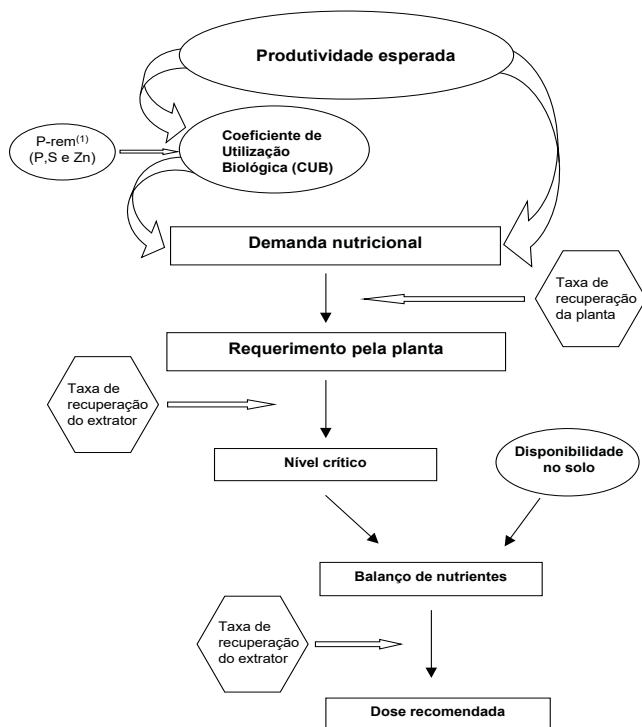 Produtividade esperada
P-rem(1)
(P,S e Zn)
Coeficiente de
Utilização
Biológica (CUB)
Demanda nutricional
Taxa de
recuperação
da planta
Requerimento pela planta
Taxa de
recuperação
do extrator
Nível crítico
Disponibilidade
no solo
Balanço de nutrientes
Taxa de
recuperação
do extrator
Dose recomendada